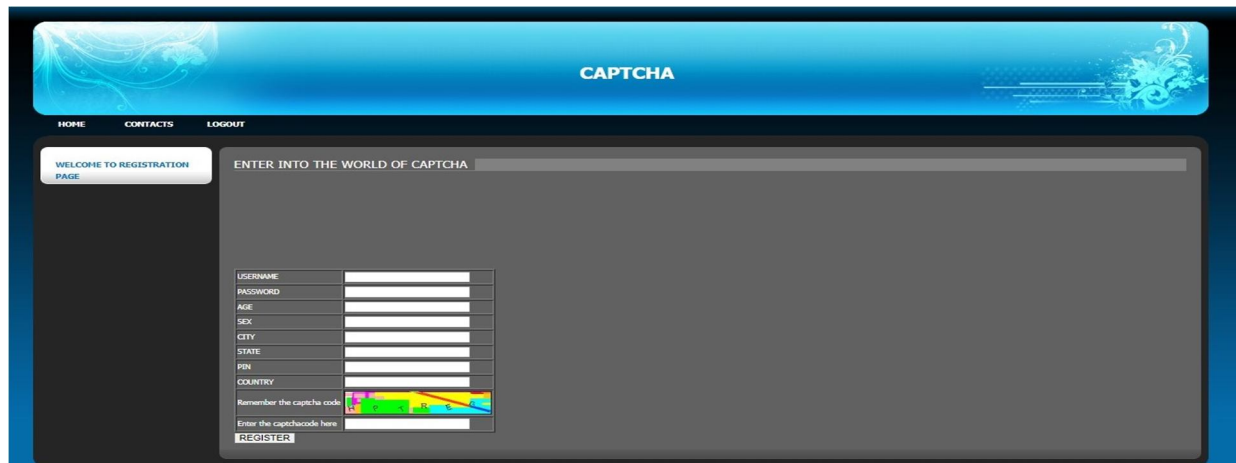 CAPTCHA
HOME CONTACTS LOGOUT
WELCOME TO REGISTRATION
PAGE
ENTER INTO THE WORLD OF CAPTCHA
USERNAME
PASSWORD
AGE
SEX
CITY
STATE
PIN
COUNTRY
Remember the captcha code
Enter the captchacode here
REGISTER